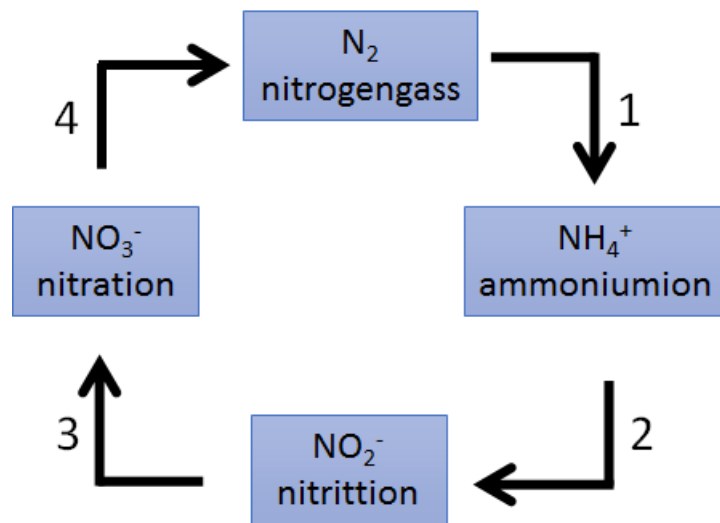 N₂
nitrogengass
1
NH₄⁺
ammoniumion
2
NO₂⁻
nitrittion
3
NO₃⁻
nitration
4